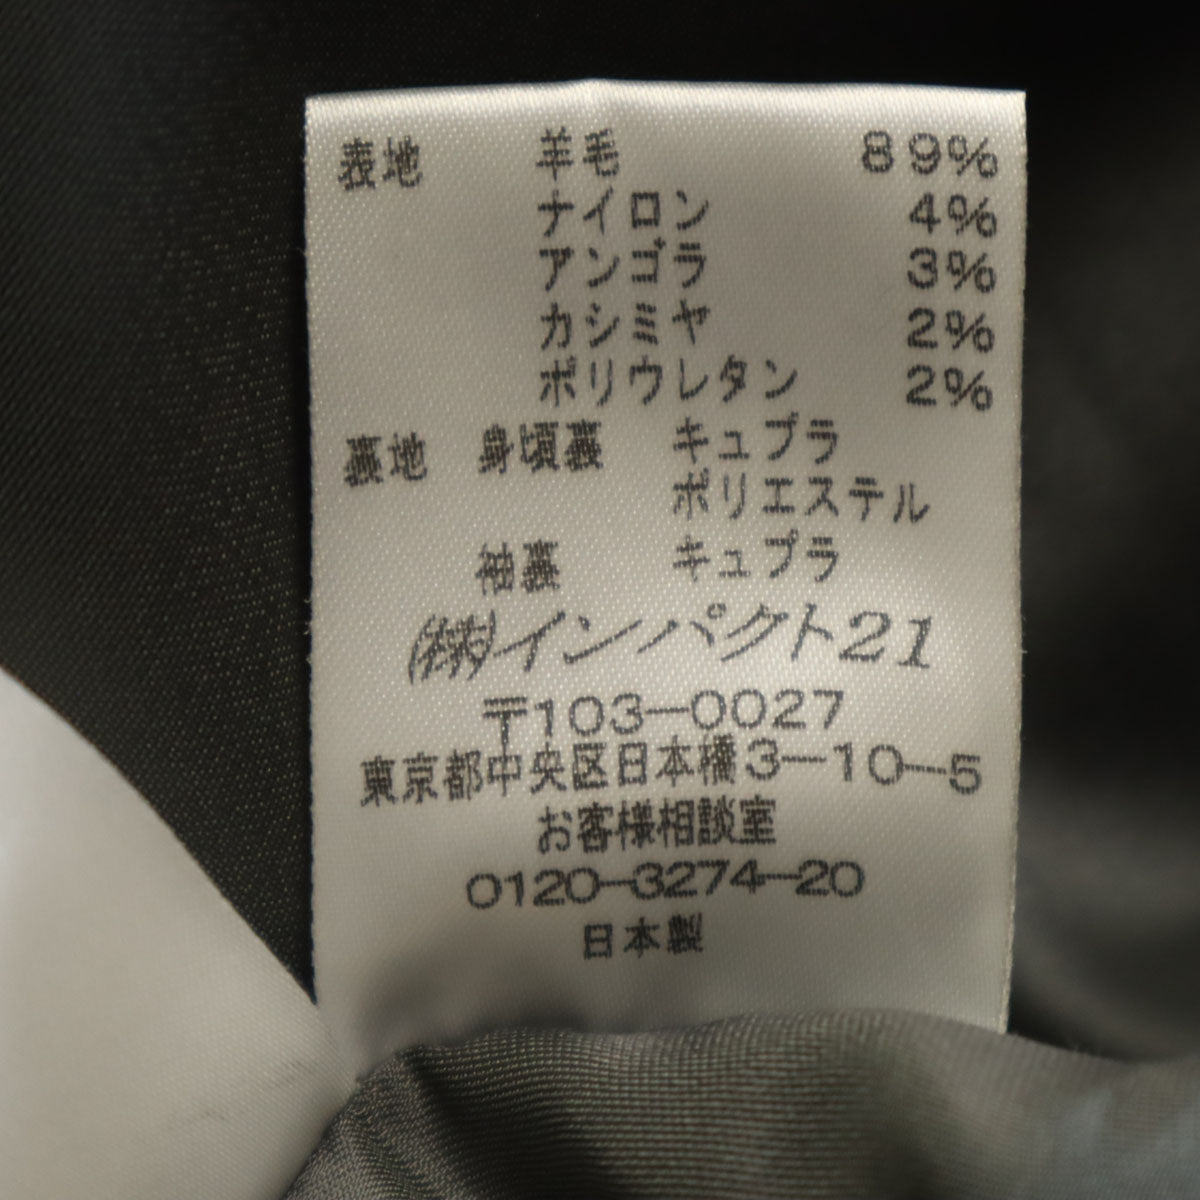 表地 羊毛 89%
ナイロン 4%
アンゴラ 3%
カシミヤ 2%
ポリウレタン 2%
裏地 身頃裏 キュプラ
ポリエステル
袖裏 キュプラ
㈱インパクト21
〒103-0027
東京都中央区日本橋3-10-5
お客様相談室
0120-3274-20
日本製